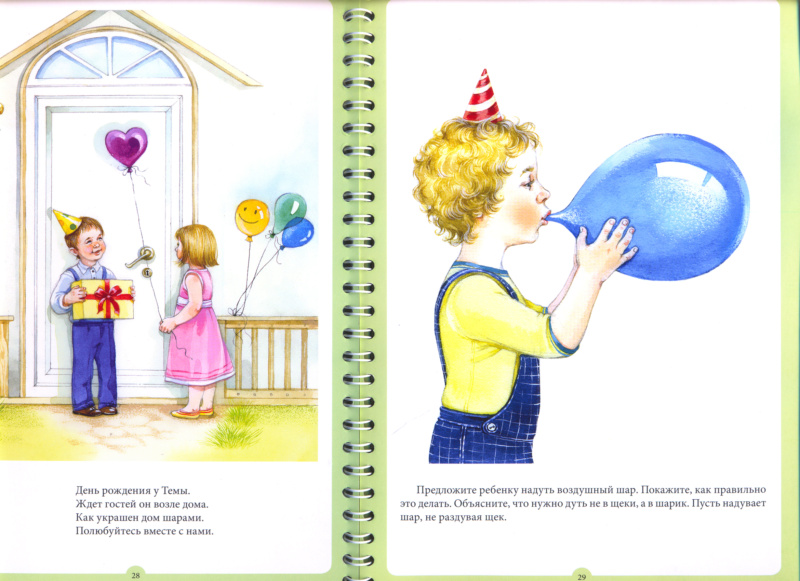 День рождения у Темы.
Ждет гостей он возле дома.
Как украшен дом шарами.
Полюбуйтесь вместе с нами.
28
Предложите ребенку надуть воздушный шар. Покажите, как правильно
это делать. Объясните, что нужно дуть не в щеки, а в шарик. Пусть надувает
шар, не раздувая щек.
29